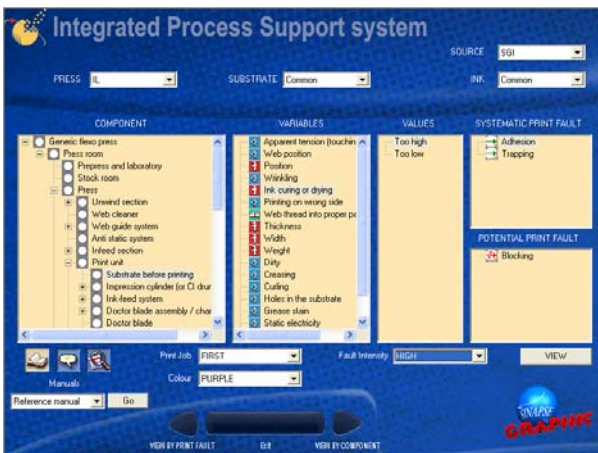 Integrated Process Support system
SOURCE SGI
PRESS IL SUBSTRATE Common INK Common
COMPONENT
Generic flexo press
Press room
Prepress and laboratory
Stock room
Press
Unwind section
Web cleaner
Web guide system
Anti static system
Infeed section
Print unit
Substrate before printing
Impression cylinder (or CI drur
Ink-feed system
Doctor blade assembly / char
Doctor blade
VARIABLES
Apparent tension (touchin
Web position
Position
Wrinkling
Ink curing or drying
Printing on wrong side
Web thread into proper pa
Thickness
Width
Weight
Dirty
Creasing
Curling
Holes in the substrate
Grease stain
Static electricity
VALUES
Too high
Too low
SYSTEMATIC PRINT FAULT
Adhesion
Trapping
POTENTIAL PRINT FAULT
Blocking
Print Job FIRST Fault Intensity HIGH VIEW
Manuals
Colour PURPLE
Reference manual Go
VIEW BY PRINT FAULT Exit VIEW BY COMPONENT
SINAPSE
GRAPHIC